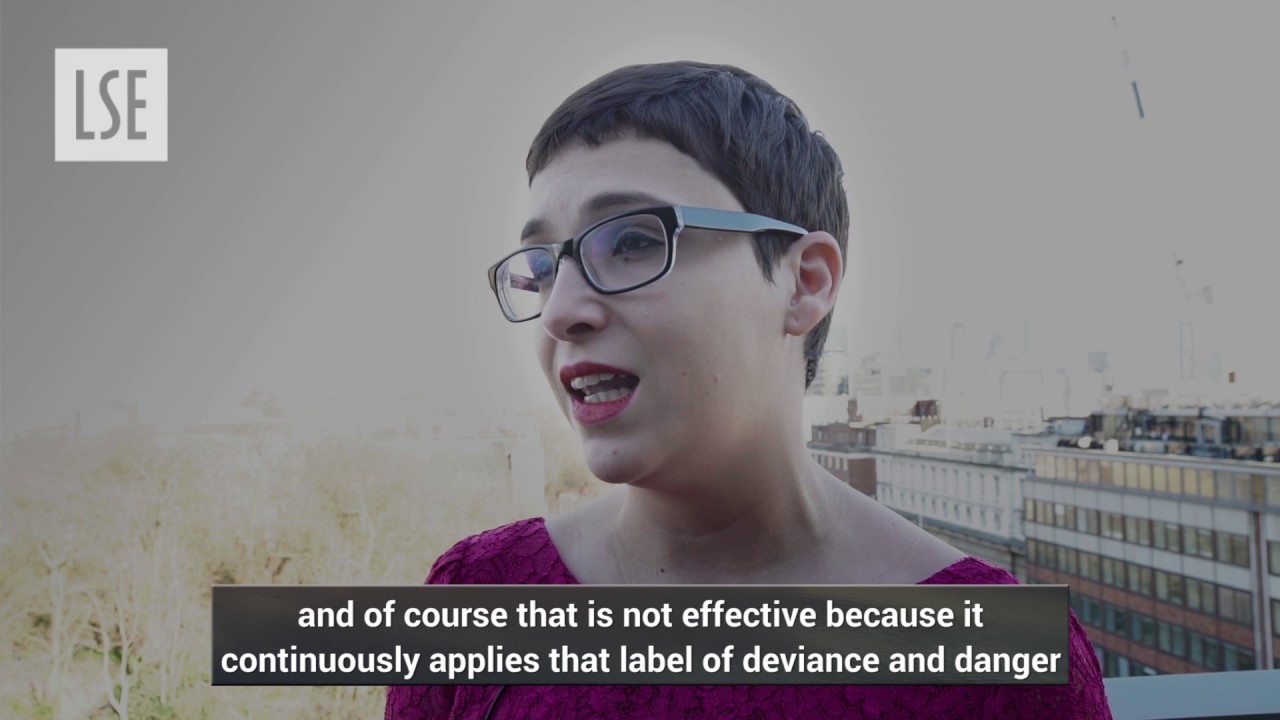 LSE
and of course that is not effective because it
continuously applies that label of deviance and danger